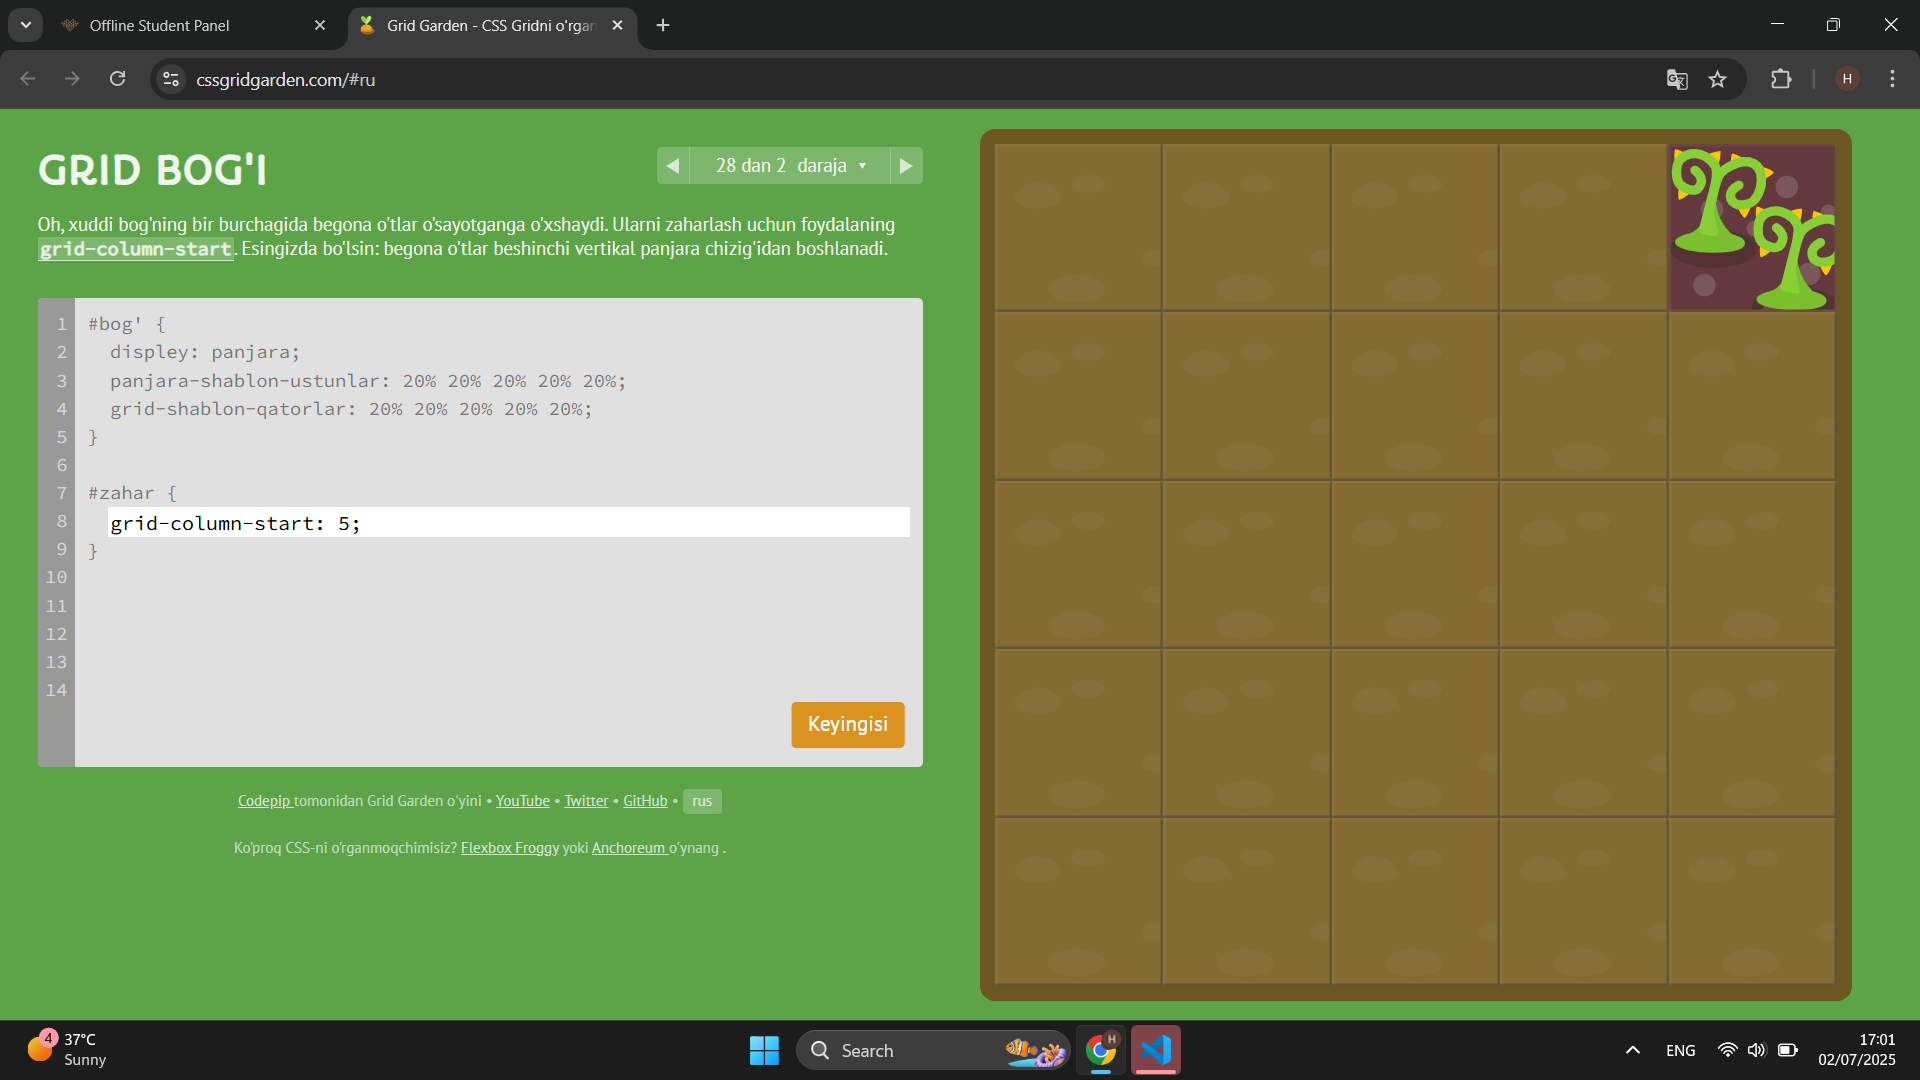 Offline Student Panel
Grid Garden - CSS Gridni o'rgan
cssgridgarden.com/#ru
H
GRID BOG'I
28 dan 2 daraja
Oh, xuddi bog'ning bir burchagida begona o'tlar o'sayotganga o'xshaydi. Ularni zaharlash uchun foydalaning
grid-column-start. Esingizda bo'lsin: begona o'tlar beshinchi vertikal panjara chizig'idan boshlanadi.
1 #bog' {
2 displey: panjara;
3 panjara-shablon-ustunlar: 20% 20% 20% 20% 20%;
4 grid-shablon-qatorlar: 20% 20% 20% 20% 20%;
5 }
6
7 #zahar {
8 grid-column-start: 5;
9 }
10
11
12
13
14
Keyingisi
Codepip tomonidan Grid Garden o'yini • YouTube • Twitter • GitHub • rus
Ko'proq CSS-ni o'rganmoqchimisiz? Flexbox Froggy yoki Anchoreum o'ynang .
4
37°C
Sunny
Search
H
ENG
17:01
02/07/2025